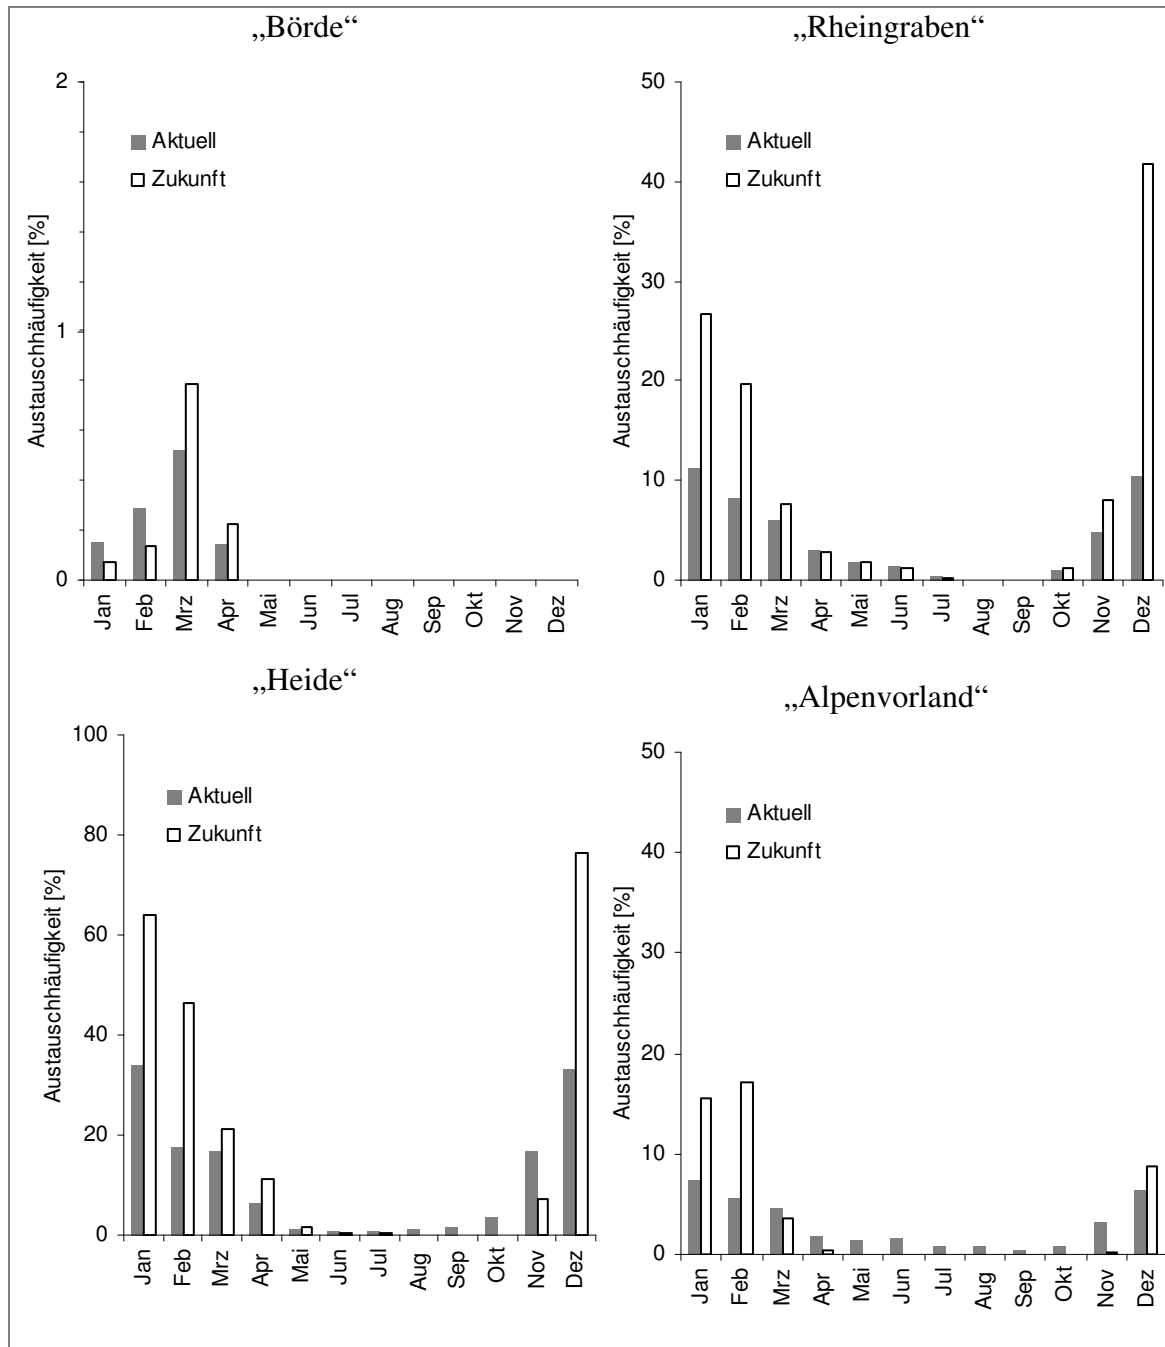 „Börde“
Austauschhäufigkeit [%]
2
1
0
Aktuell
Zukunft
Jan Feb Mrz Apr Mai Jun Jul Aug Sep Okt Nov Dez
„Rheingraben“
Austauschhäufigkeit [%]
50
40
30
20
10
0
Aktuell
Zukunft
Jan Feb Mrz Apr Mai Jun Jul Aug Sep Okt Nov Dez
„Heide“
Austauschhäufigkeit [%]
100
80
60
40
20
0
Aktuell
Zukunft
Jan Feb Mrz Apr Mai Jun Jul Aug Sep Okt Nov Dez
„Alpenvorland“
Austauschhäufigkeit [%]
50
40
30
20
10
0
Aktuell
Zukunft
Jan Feb Mrz Apr Mai Jun Jul Aug Sep Okt Nov Dez